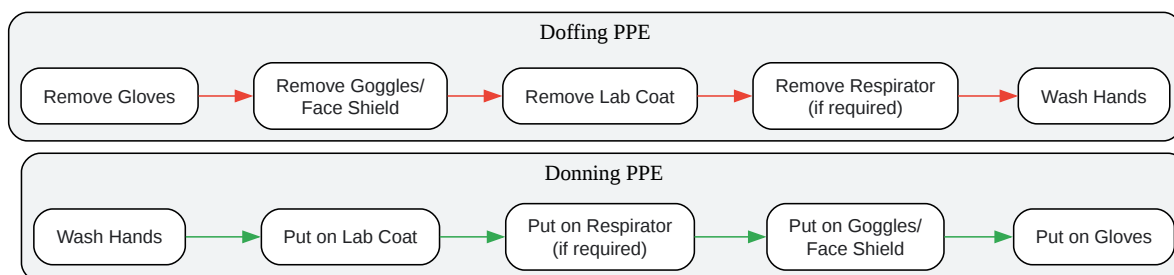 Doffing PPE
Remove Gloves
Remove Goggles/
Face Shield
Remove Lab Coat
Remove Respirator
(if required)
Wash Hands
Donning PPE
Wash Hands
Put on Lab Coat
Put on Respirator
(if required)
Put on Goggles/
Face Shield
Put on Gloves